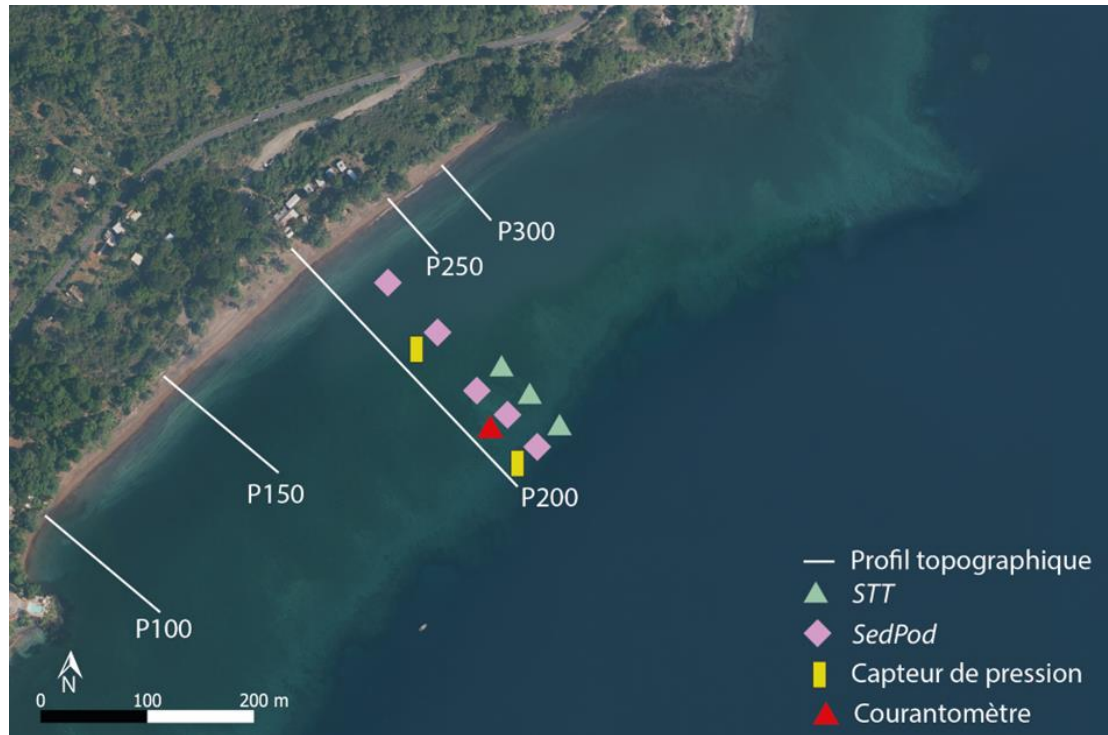 P300
P250
P150
P200
P100
N
0 100 200 m
Profil topographique
STT
SedPod
Capteur de pression
Courantomètre